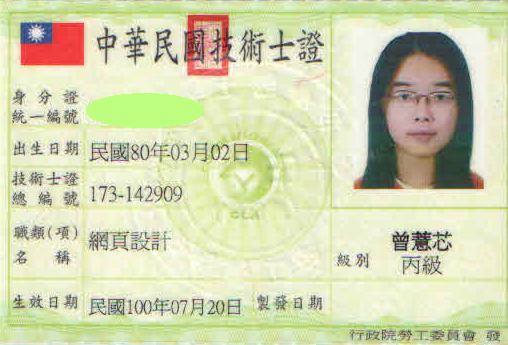 中華民國技術士證
身分證
統一編號
出生日期 民國80年03月02日
技術士證
總編號 173-142909
職類(項)
名稱 網頁設計
曾薏芯
級別 丙級
生效日期 民國100年07月20日 製發日期
行政院勞工委員會 發